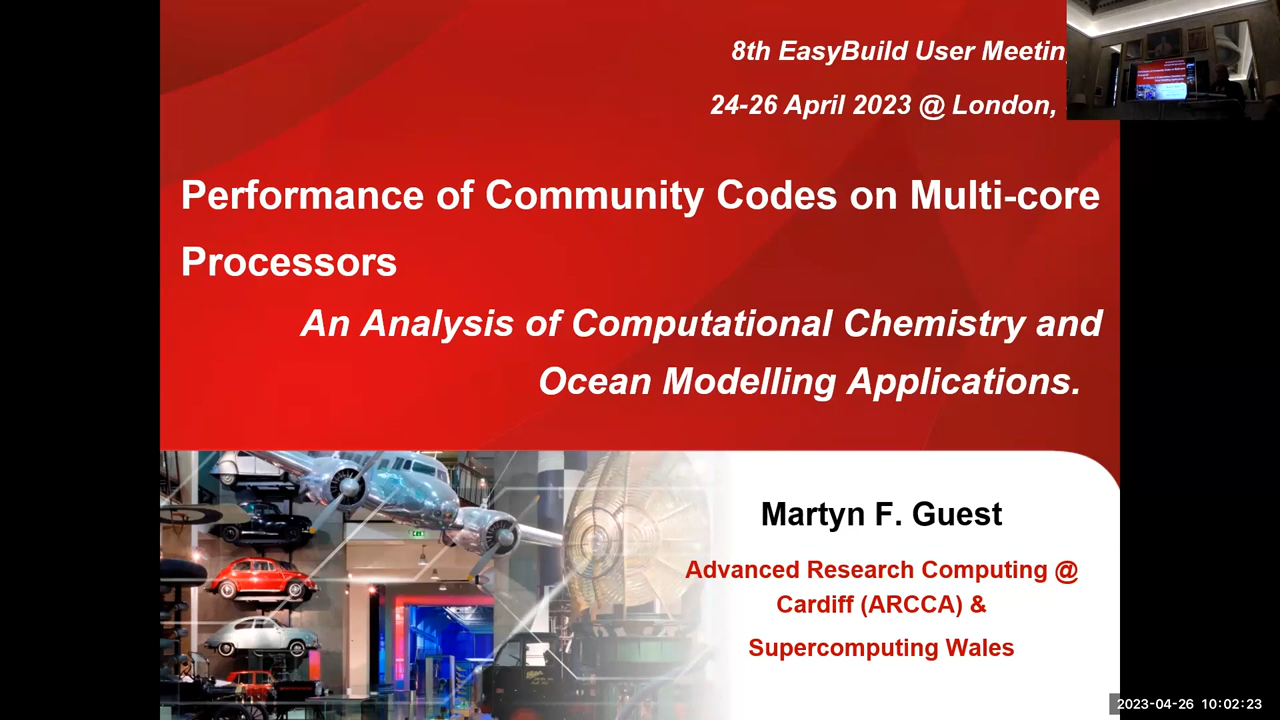 8th EasyBuild User Meetin
24-26 April 2023 @ London,
Performance of Community Codes on Multi-core
Processors
An Analysis of Computational Chemistry and
Ocean Modelling Applications.
Martyn F. Guest
Advanced Research Computing @
Cardiff (ARCCA) &
Supercomputing Wales
2023-04-26 10:02:23